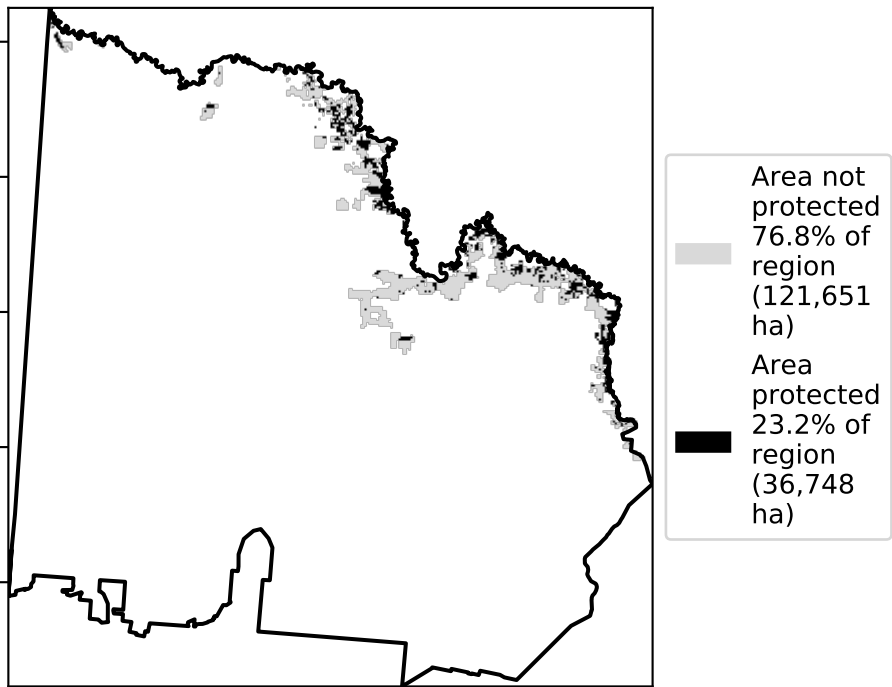 Area not
protected
76.8% of
region
(121,651
ha)
Area
protected
23.2% of
region
(36,748
ha)